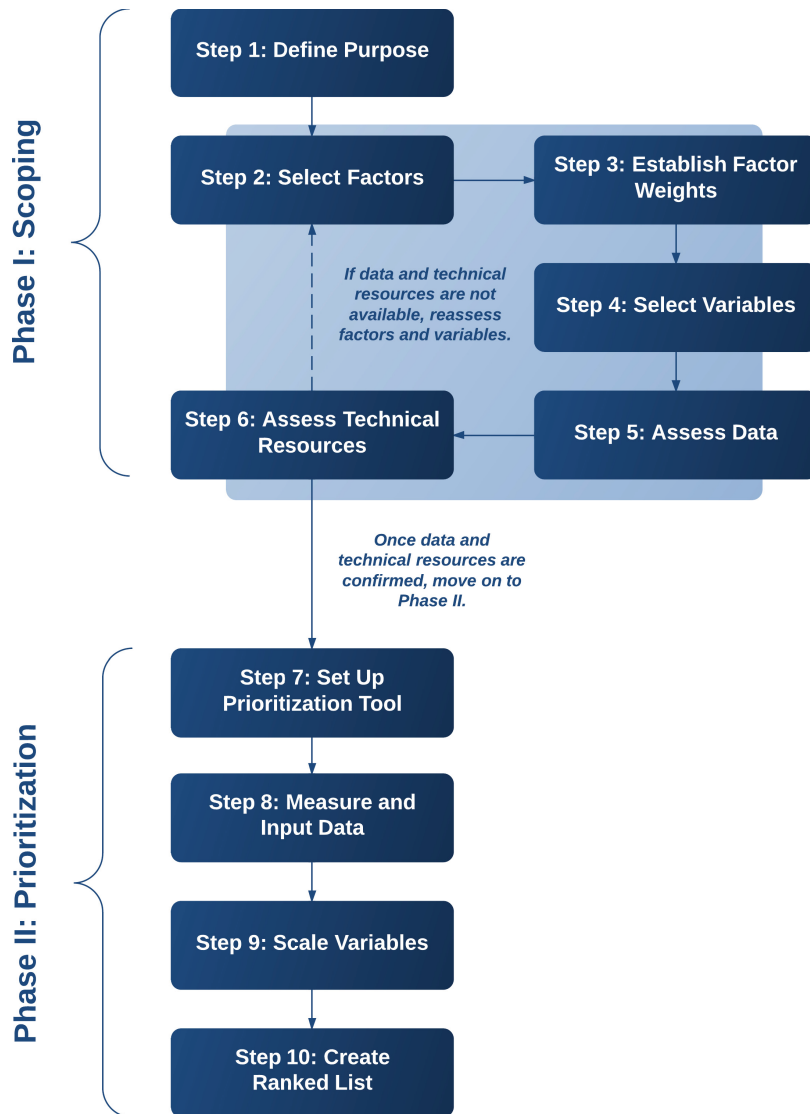 Phase I: Scoping
Step 1: Define Purpose
Step 2: Select Factors
Step 3: Establish Factor
Weights
If data and technical
resources are not
available, reassess
factors and variables.
Step 4: Select Variables
Step 6: Assess Technical
Resources
Step 5: Assess Data
Once data and
technical resources are
confirmed, move on to
Phase II.
Phase II: Prioritization
Step 7: Set Up
Prioritization Tool
Step 8: Measure and
Input Data
Step 9: Scale Variables
Step 10: Create
Ranked List